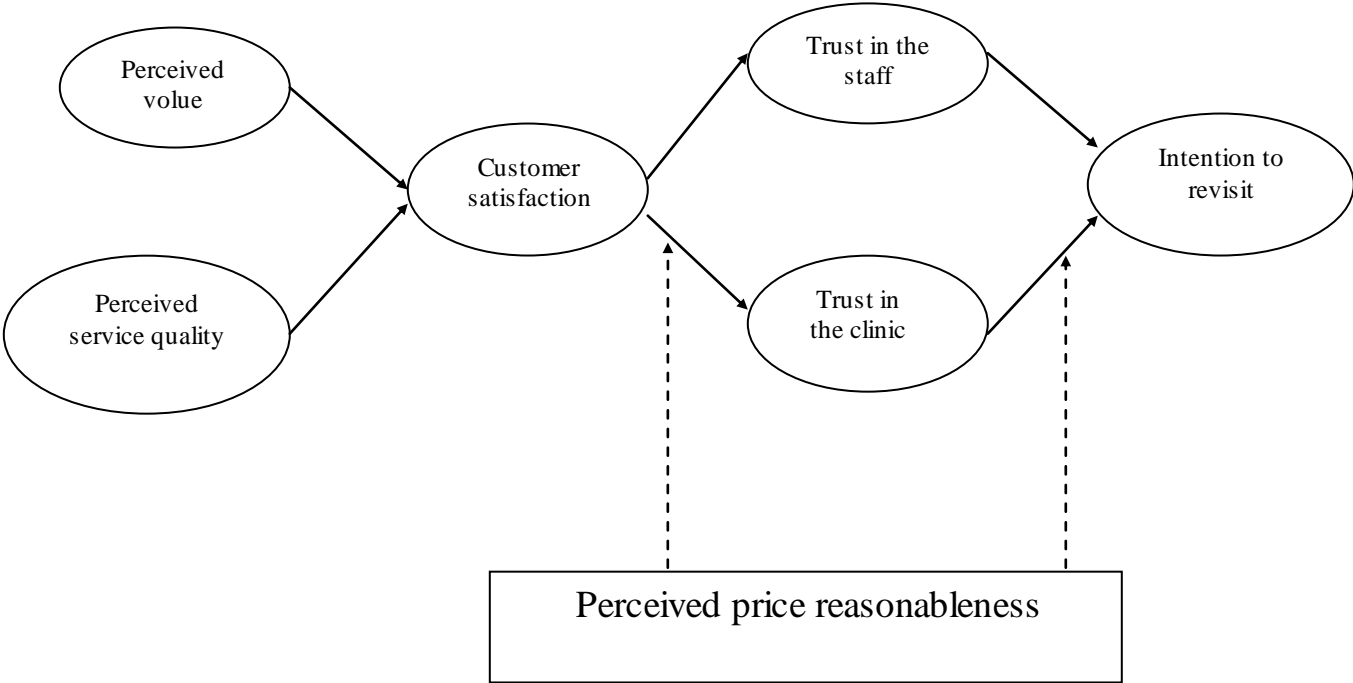 Perceived
volue
Perceived
service quality
Customer
satisfaction
Trust in the
staff
Trust in
the clinic
Intention to
revisit
Perceived price reasonableness